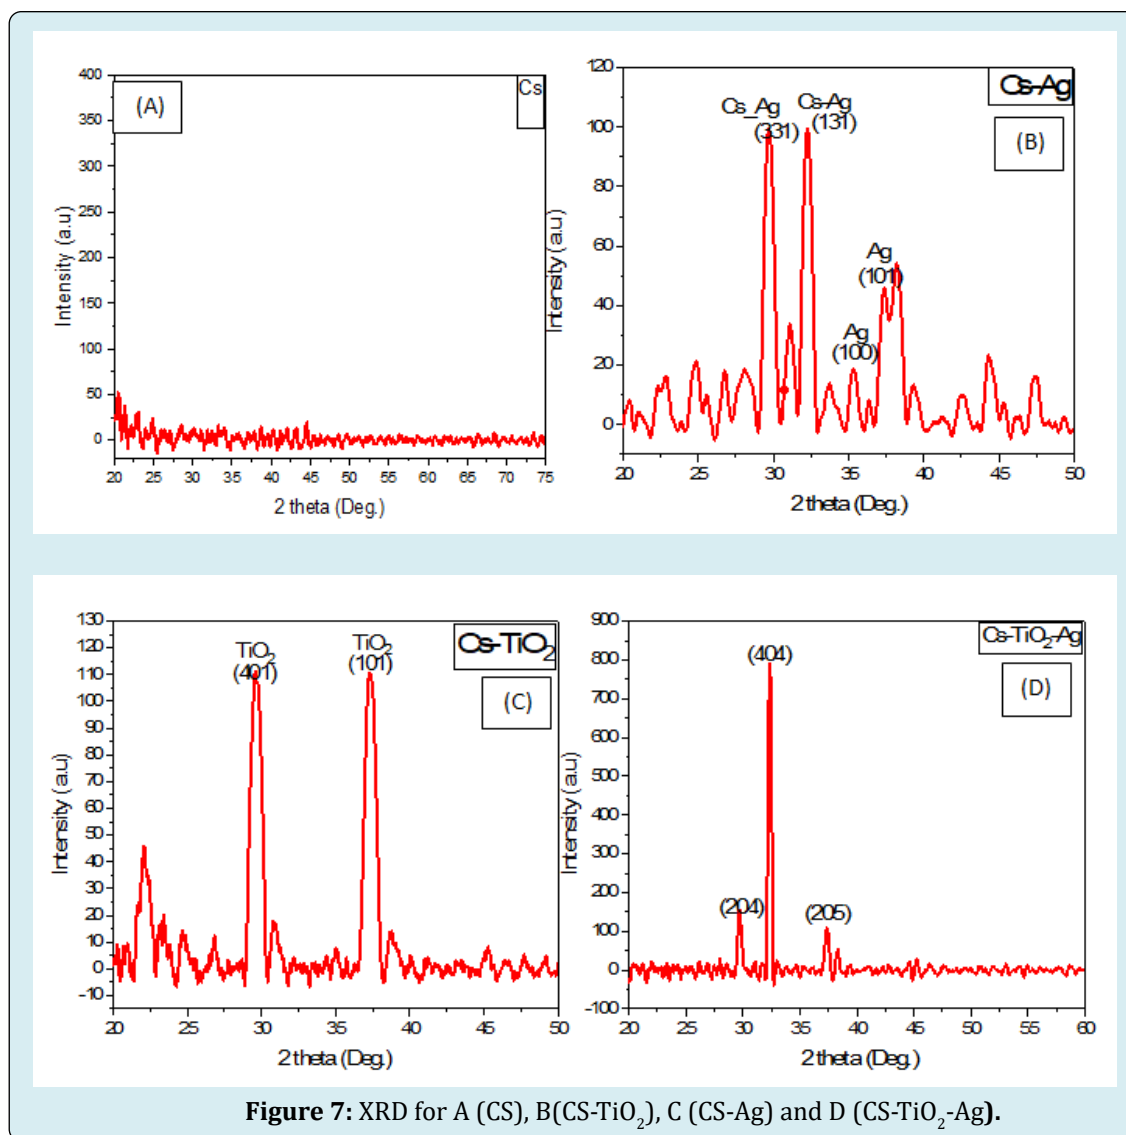 400
350
300
250
200
150
100
50
0
Intensity (a.u)
(A)
Cs
20 25 30 35 40 45 50 55 60 65 70 75
2 theta (Deg.)
120
100
80
60
40
20
0
Intensity (a.u)
Cs_Ag
(331)
Cs-Ag
(131)
Ag
(100)
Ag
(101)
Cs-Ag
(B)
20 25 30 35 40 45 50
2 theta (Deg.)
130
120
110
100
90
80
70
60
50
40
30
20
10
0
-10
Intensity (a.u)
TiO₂
(401)
TiO₂
(101)
Cs-TiO₂
(C)
20 25 30 35 40 45 50
2 theta (Deg.)
900
800
700
600
500
400
300
200
100
0
-100
Intensity (a.u)
(204)
(404)
(205)
Cs-TiO₂-Ag
(D)
20 25 30 35 40 45 50 55 60
2 theta (Deg.)
Figure 7: XRD for A (CS), B(CS-TiO₂), C (CS-Ag) and D (CS-TiO₂-Ag).